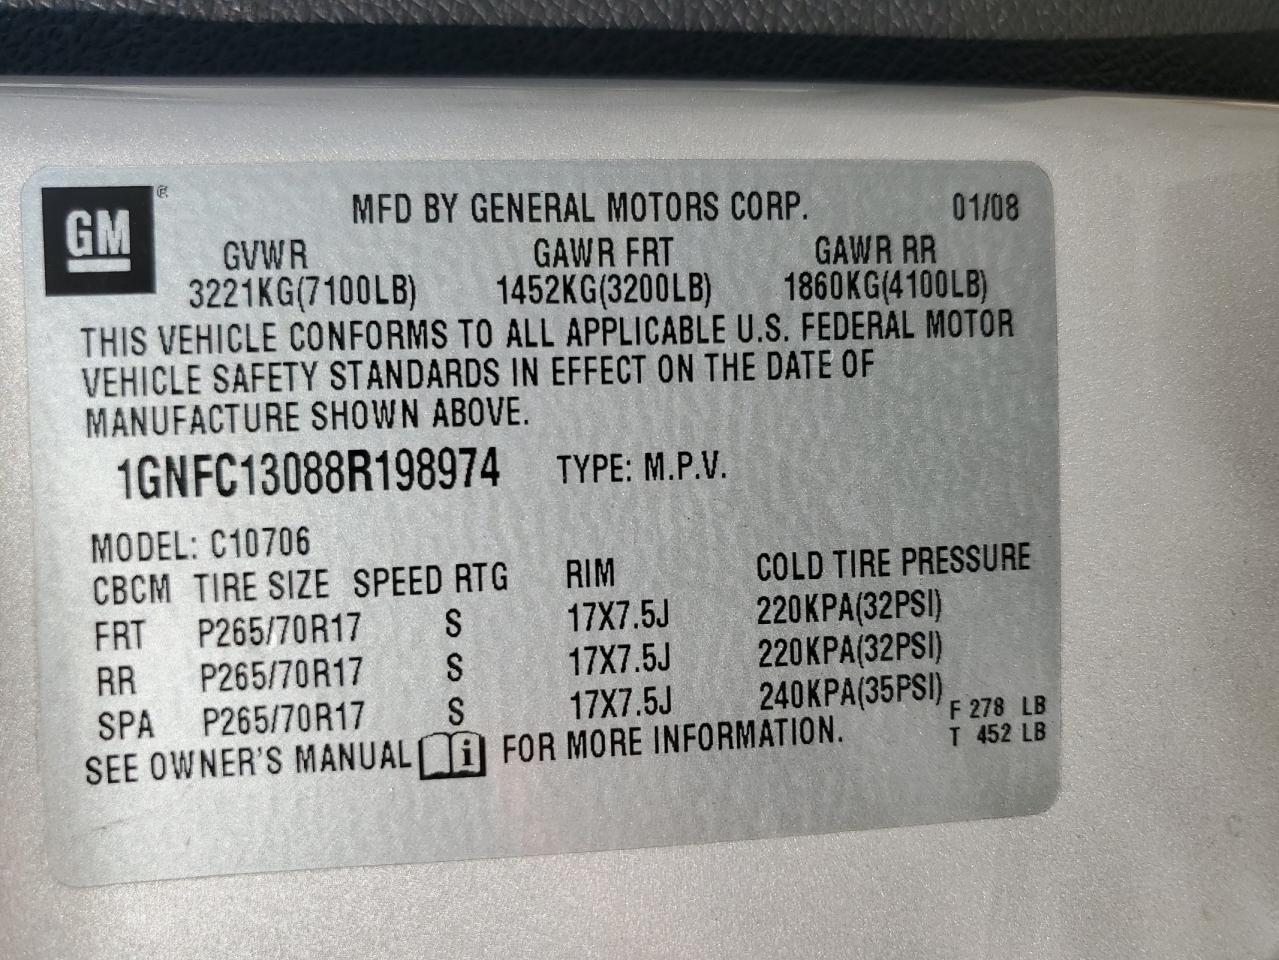 GM ®
MFD BY GENERAL MOTORS CORP. 01/08
GVWR GAWR FRT GAWR RR
3221KG(7100LB) 1452KG(3200LB) 1860KG(4100LB)
THIS VEHICLE CONFORMS TO ALL APPLICABLE U.S. FEDERAL MOTOR
VEHICLE SAFETY STANDARDS IN EFFECT ON THE DATE OF
MANUFACTURE SHOWN ABOVE.
1GNFC13088R198974 TYPE: M.P.V.
MODEL: C10706
CBCM TIRE SIZE SPEED RTG RIM COLD TIRE PRESSURE
FRT P265/70R17 S 17X7.5J 220KPA(32PSI)
RR P265/70R17 S 17X7.5J 220KPA(32PSI)
SPA P265/70R17 S 17X7.5J 240KPA(35PSI)
F 278 LB
SEE OWNER'S MANUAL i FOR MORE INFORMATION.
T 452 LB